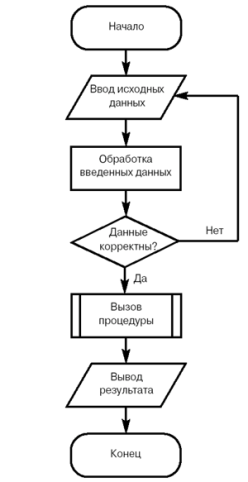 Начало
Ввод исходных
данных
Обработка
введенных данных
Данные
корректны?
Нет
Да
Вызов
процедуры
Вывод
результата
Конец